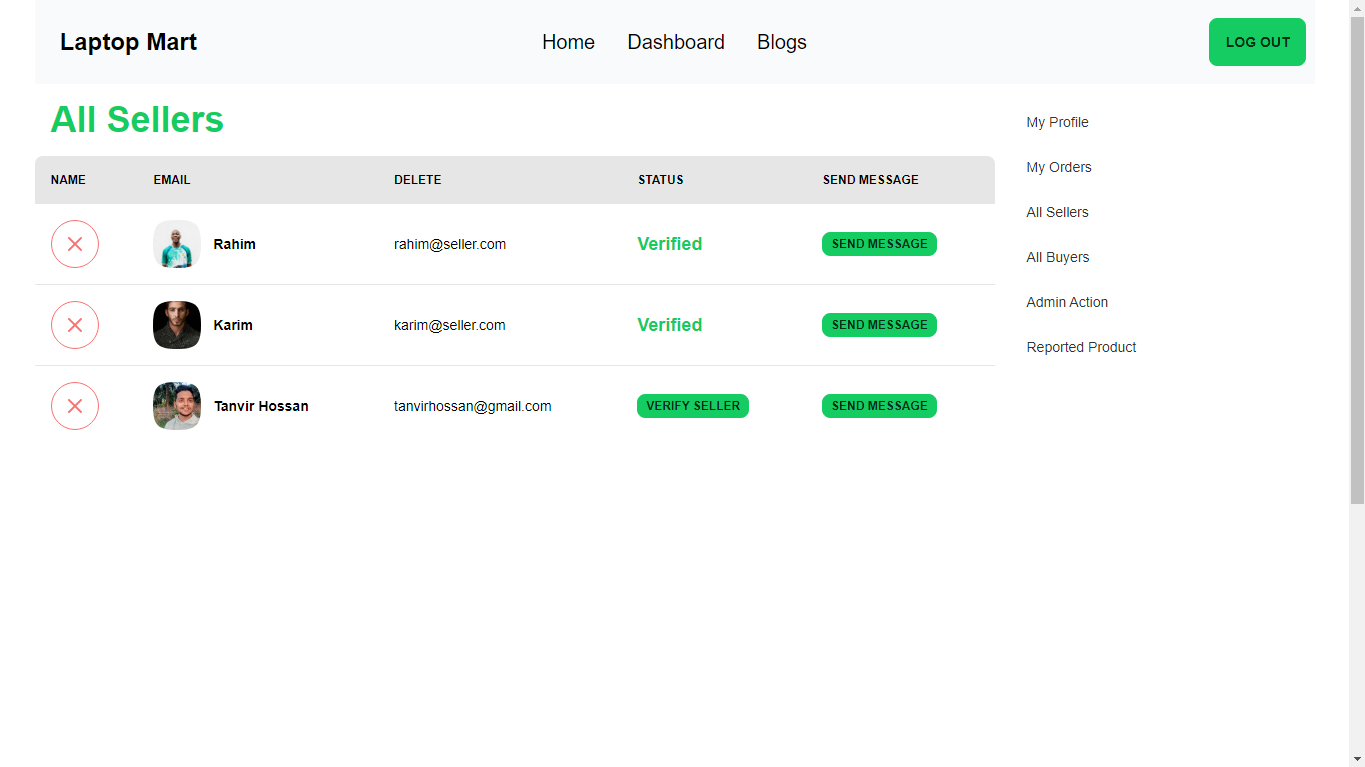 Laptop Mart
Home Dashboard Blogs
LOG OUT
All Sellers
NAME EMAIL DELETE STATUS SEND MESSAGE
Rahim rahim@seller.com Verified SEND MESSAGE
Karim karim@seller.com Verified SEND MESSAGE
Tanvir Hossan tanvirhossan@gmail.com VERIFY SELLER SEND MESSAGE
My Profile
My Orders
All Sellers
All Buyers
Admin Action
Reported Product